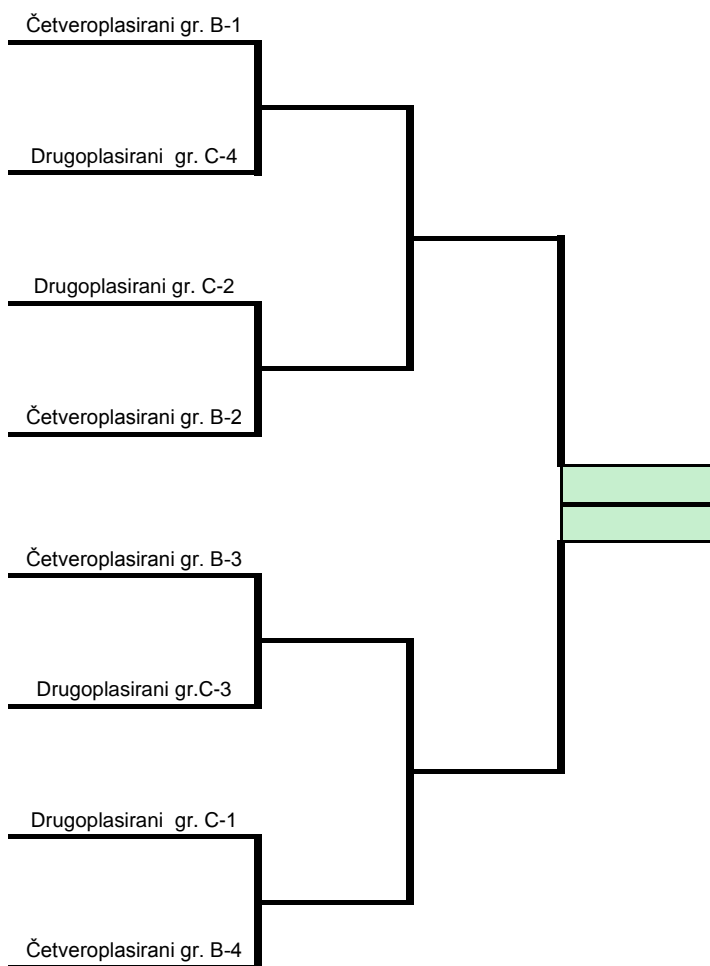 Četveroplasirani gr. B-1
Drugoplasirani  gr. C-4
Drugoplasirani gr. C-2
Četveroplasirani gr. B-2
Četveroplasirani gr. B-3
Drugoplasirani gr.C-3
Drugoplasirani  gr. C-1
Četveroplasirani gr. B-4